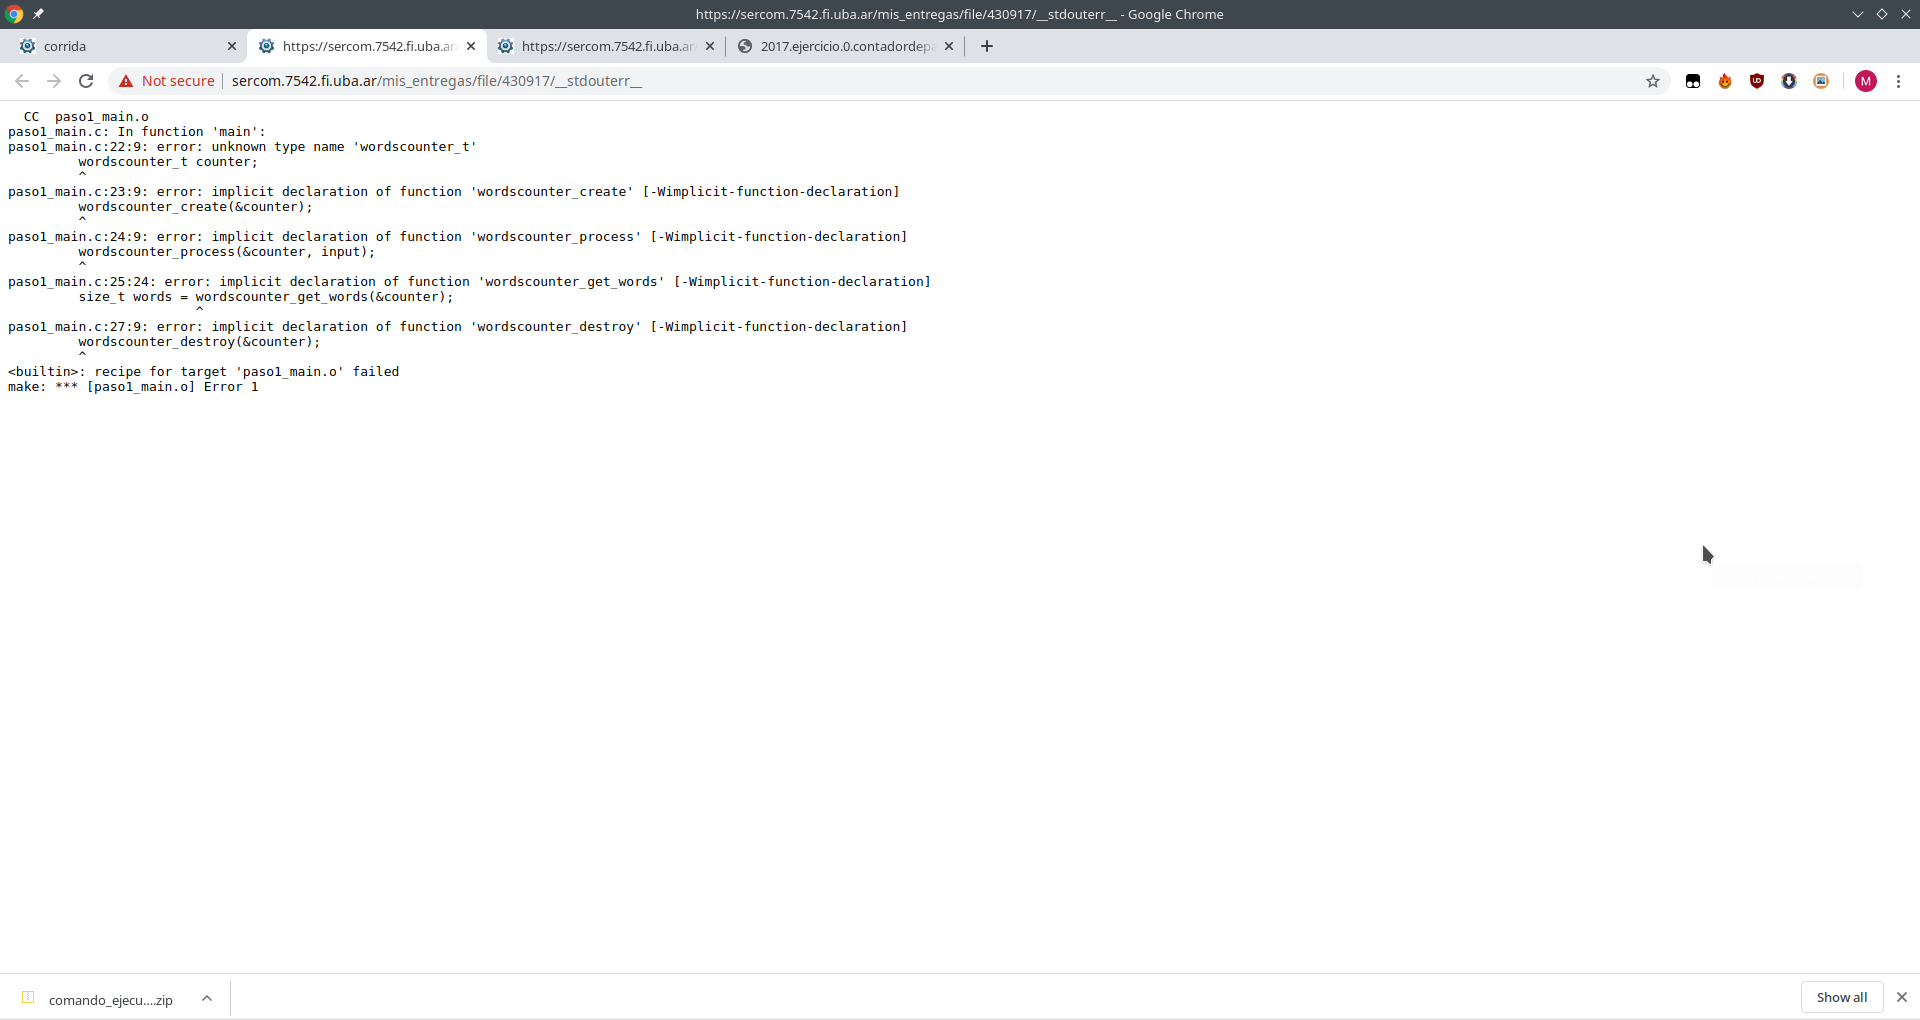 https://sercom.7542.fi.uba.ar/mis_entregas/file/430917/__stdouterr__ - Google Chrome
corrida
https://sercom.7542.fi.uba.ar
https://sercom.7542.fi.uba.ar
2017.ejercicio.0.contadordepa
Not secure
sercom.7542.fi.uba.ar/mis_entregas/file/430917/__stdouterr__
UD
M
  CC  paso1_main.o
paso1_main.c: In function 'main':
paso1_main.c:22:9: error: unknown type name 'wordscounter_t'
         wordscounter_t counter;
         ^
paso1_main.c:23:9: error: implicit declaration of function 'wordscounter_create' [-Wimplicit-function-declaration]
         wordscounter_create(&counter);
         ^
paso1_main.c:24:9: error: implicit declaration of function 'wordscounter_process' [-Wimplicit-function-declaration]
         wordscounter_process(&counter, input);
         ^
paso1_main.c:25:24: error: implicit declaration of function 'wordscounter_get_words' [-Wimplicit-function-declaration]
         size_t words = wordscounter_get_words(&counter);
                        ^
paso1_main.c:27:9: error: implicit declaration of function 'wordscounter_destroy' [-Wimplicit-function-declaration]
         wordscounter_destroy(&counter);
         ^
<builtin>: recipe for target 'paso1_main.o' failed
make: *** [paso1_main.o] Error 1
comando_ejecu....zip
Show all